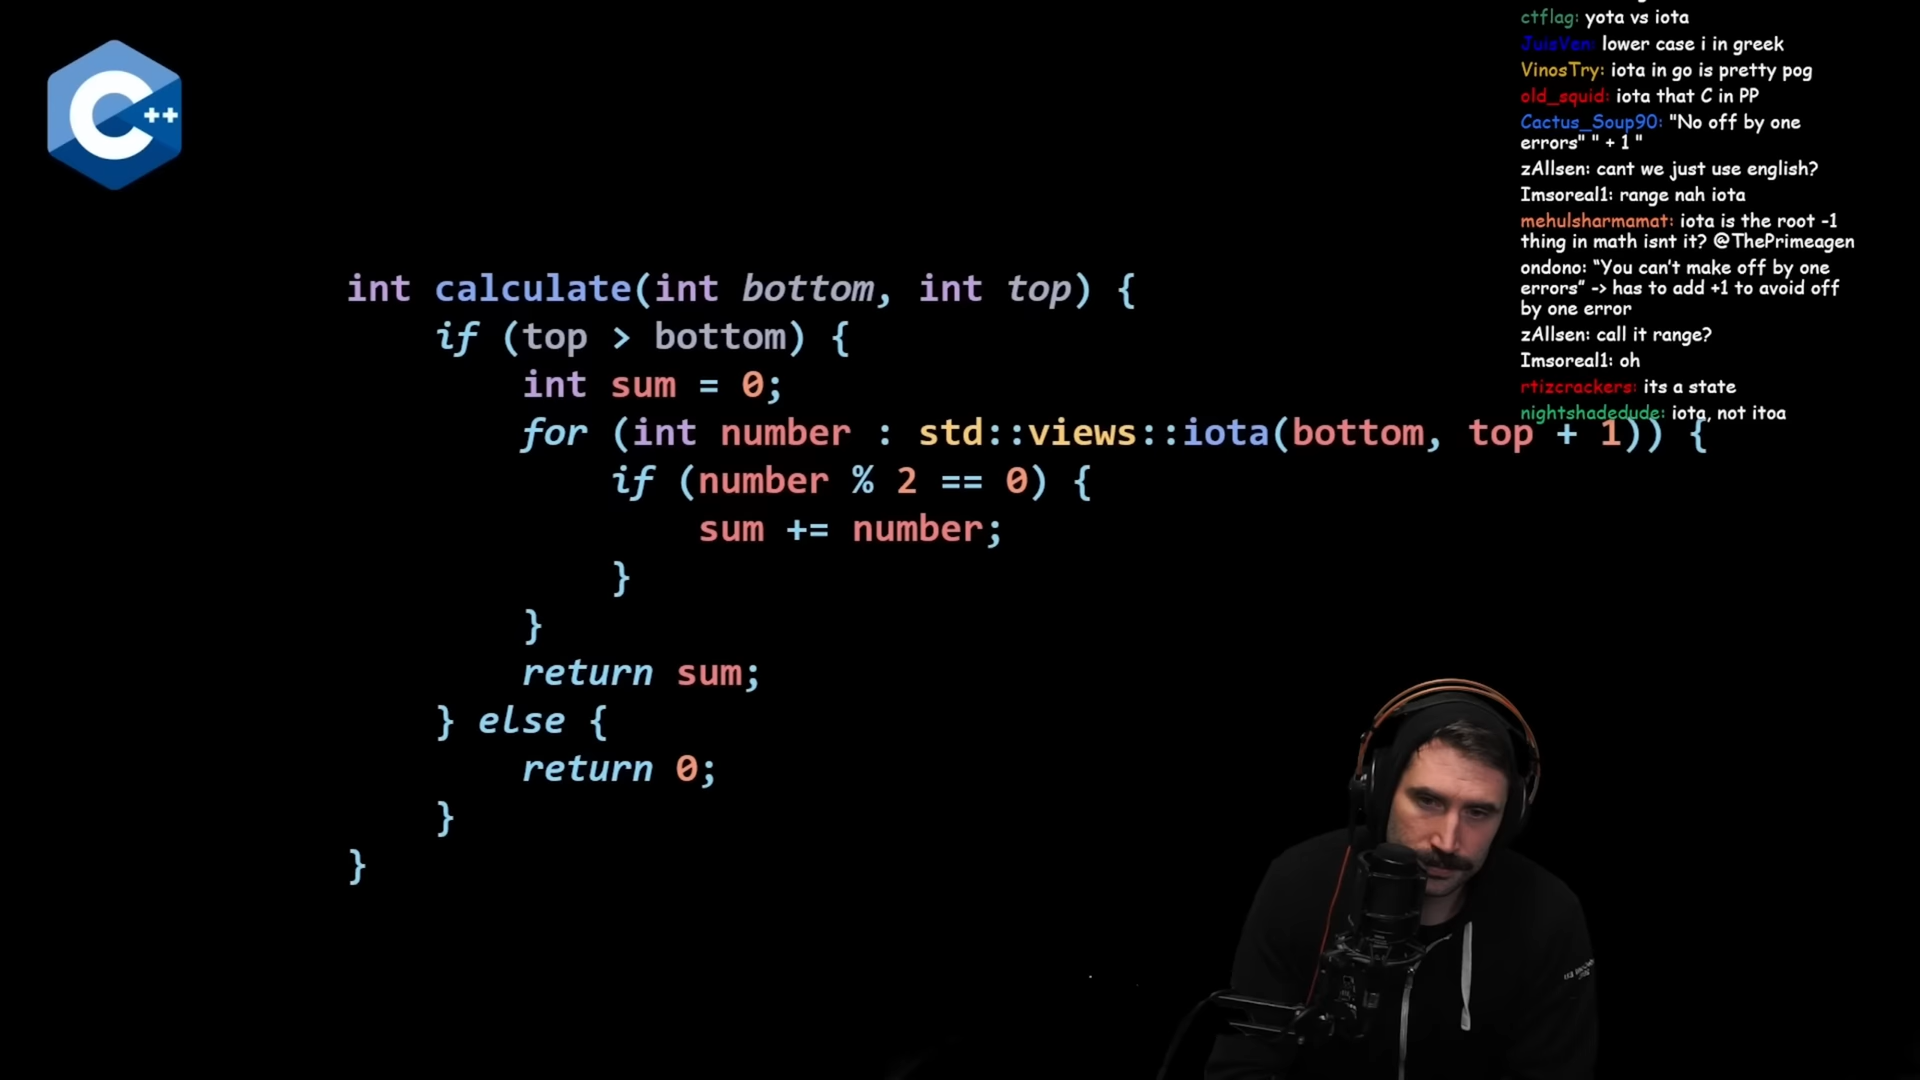 C++
int calculate(int bottom, int top) {
if (top > bottom) {
int sum = 0;
for (int number : std::views::iota(bottom, top + 1)) {
if (number % 2 == 0) {
sum += number;
}
}
return sum;
} else {
return 0;
}
}
ctflag: yota vs iota
JuisVen: lower case i in greek
VinosTry: iota in go is pretty pog
old_squid: iota that C in PP
Cactus_Soup90: "No off by one
errors" " + 1 "
zAllsen: cant we just use english?
Imsoreal1: range nah iota
mehulsharmamat: iota is the root -1
thing in math isnt it? @ThePrimeagen
ondono: “You can’t make off by one
errors” -> has to add +1 to avoid off
by one error
zAllsen: call it range?
Imsoreal1: oh
rtizcrackers: its a state
nightshadedude: iota, not itoa